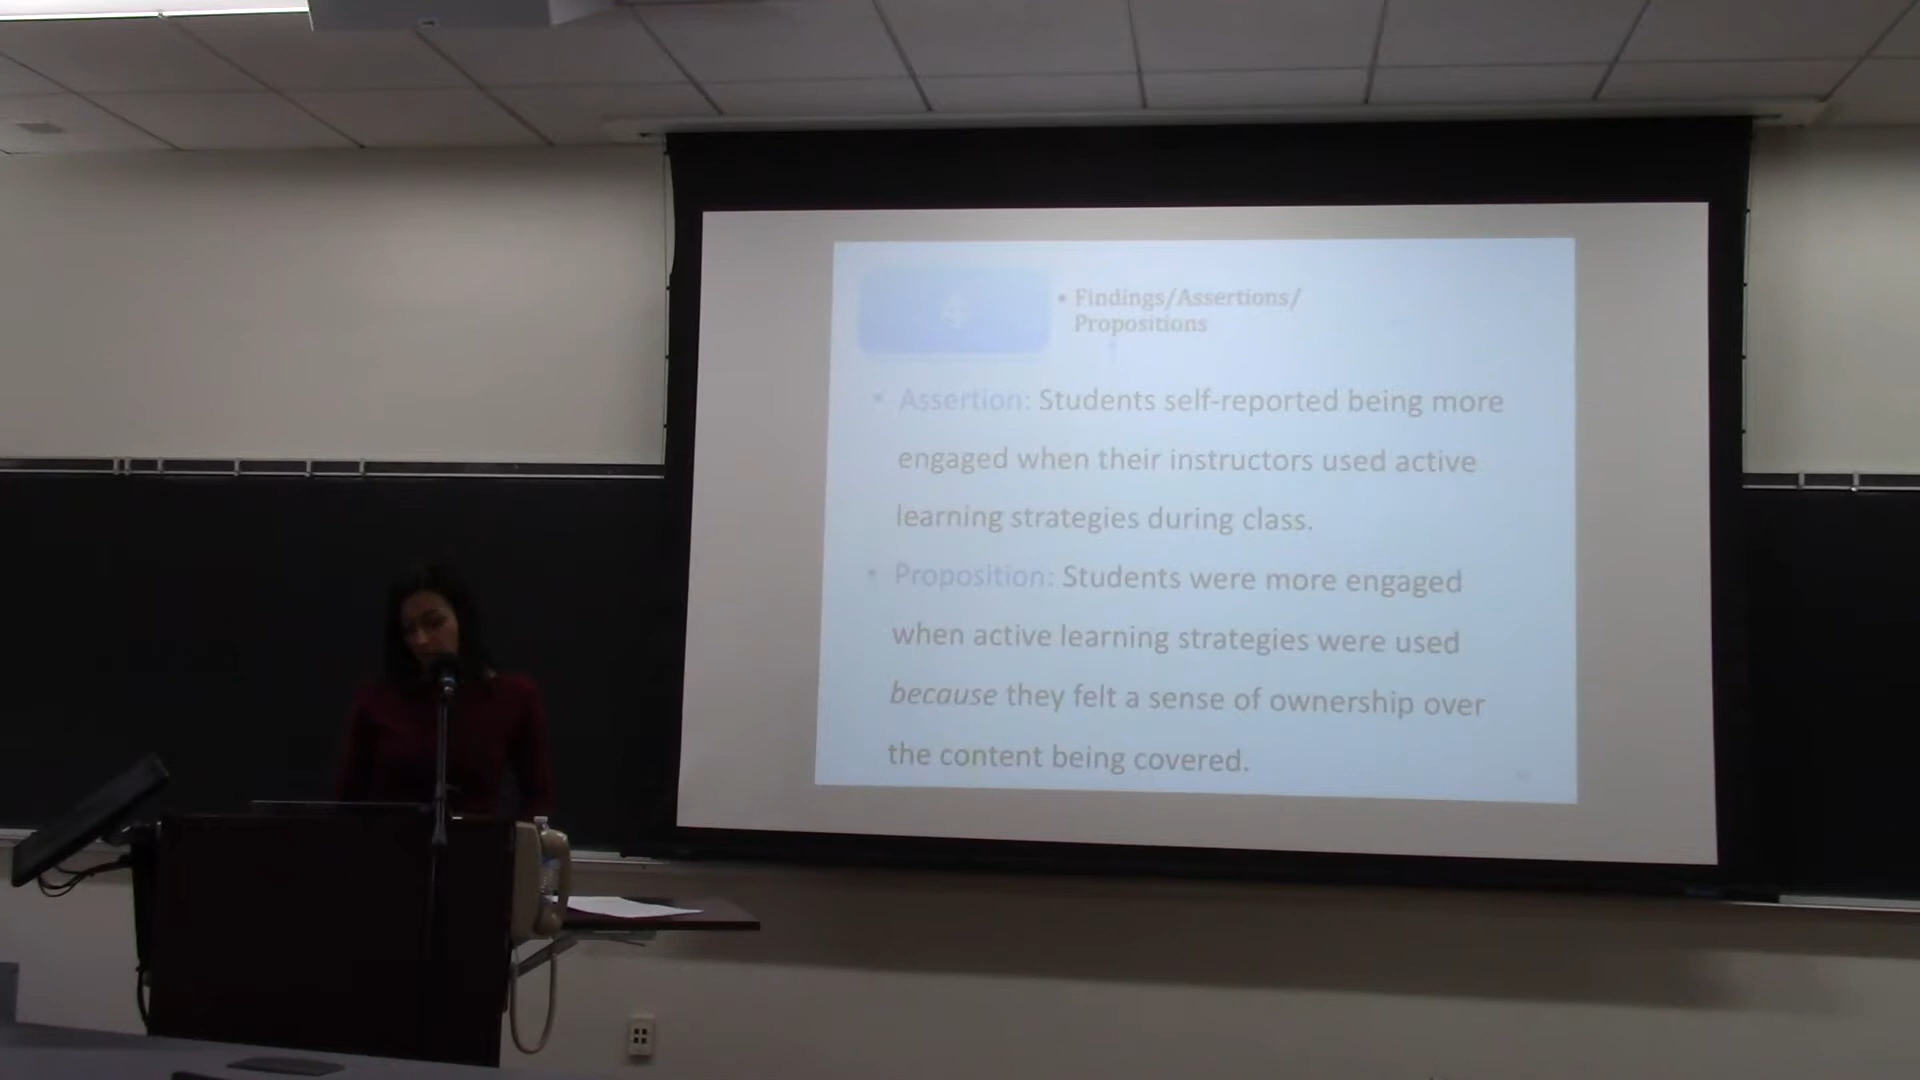 4
• Findings/Assertions/
Propositions
• Assertion: Students self-reported being more
engaged when their instructors used active
learning strategies during class.
• Proposition: Students were more engaged
when active learning strategies were used
because they felt a sense of ownership over
the content being covered.